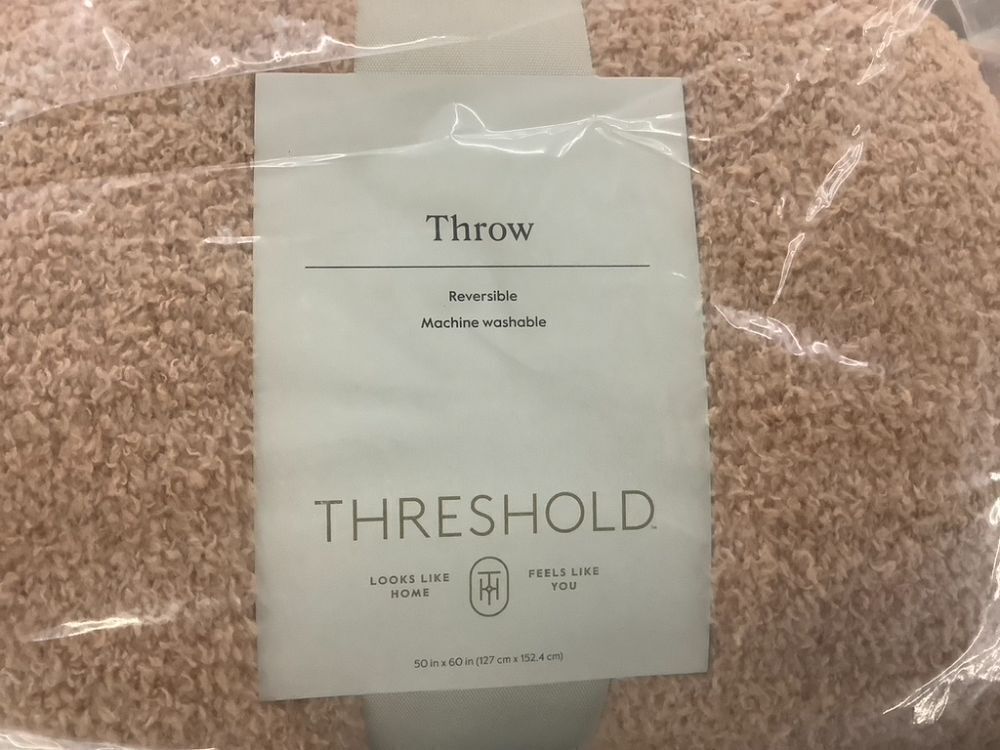 Throw
Reversible
Machine washable
THRESHOLD™
LOOKS LIKE
HOME
FEELS LIKE
YOU
50 in x 60 in (127 cm x 152.4 cm)